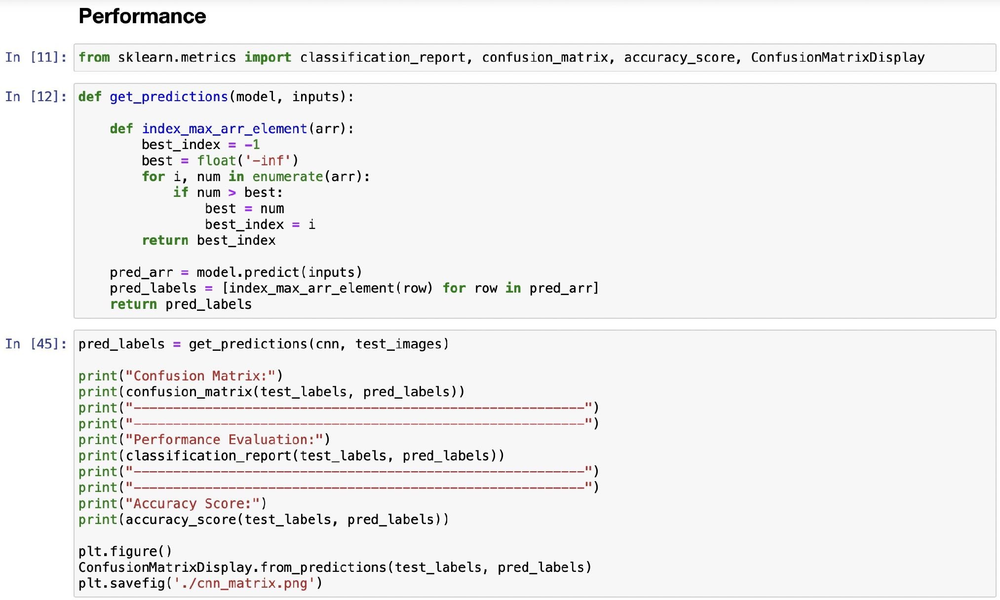 Performance
In [11]: from sklearn.metrics import classification_report, confusion_matrix, accuracy_score, ConfusionMatrixDisplay
In [12]: def get_predictions(model, inputs):
    def index_max_arr_element(arr):
        best_index = -1
        best = float('-inf')
        for i, num in enumerate(arr):
            if num > best:
                best = num
                best_index = i
        return best_index
    pred_arr = model.predict(inputs)
    pred_labels = [index_max_arr_element(row) for row in pred_arr]
    return pred_labels
In [45]: pred_labels = get_predictions(cnn, test_images)
print("Confusion Matrix:")
print(confusion_matrix(test_labels, pred_labels))
print("---------------------------------------------------------")
print("---------------------------------------------------------")
print("Performance Evaluation:")
print(classification_report(test_labels, pred_labels))
print("---------------------------------------------------------")
print("---------------------------------------------------------")
print("Accuracy Score:")
print(accuracy_score(test_labels, pred_labels))
plt.figure()
ConfusionMatrixDisplay.from_predictions(test_labels, pred_labels)
plt.savefig('./cnn_matrix.png')